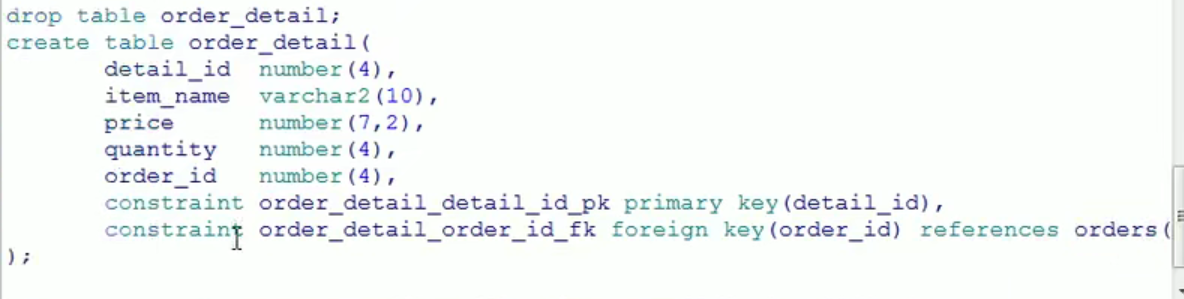 drop table order_detail;
create table order_detail(
detail_id number(4),
item_name varchar2(10),
price number(7,2),
quantity number(4),
order_id number(4),
constraint order_detail_detail_id_pk primary key(detail_id),
constraint order_detail_order_id_fk foreign key(order_id) references orders(
);